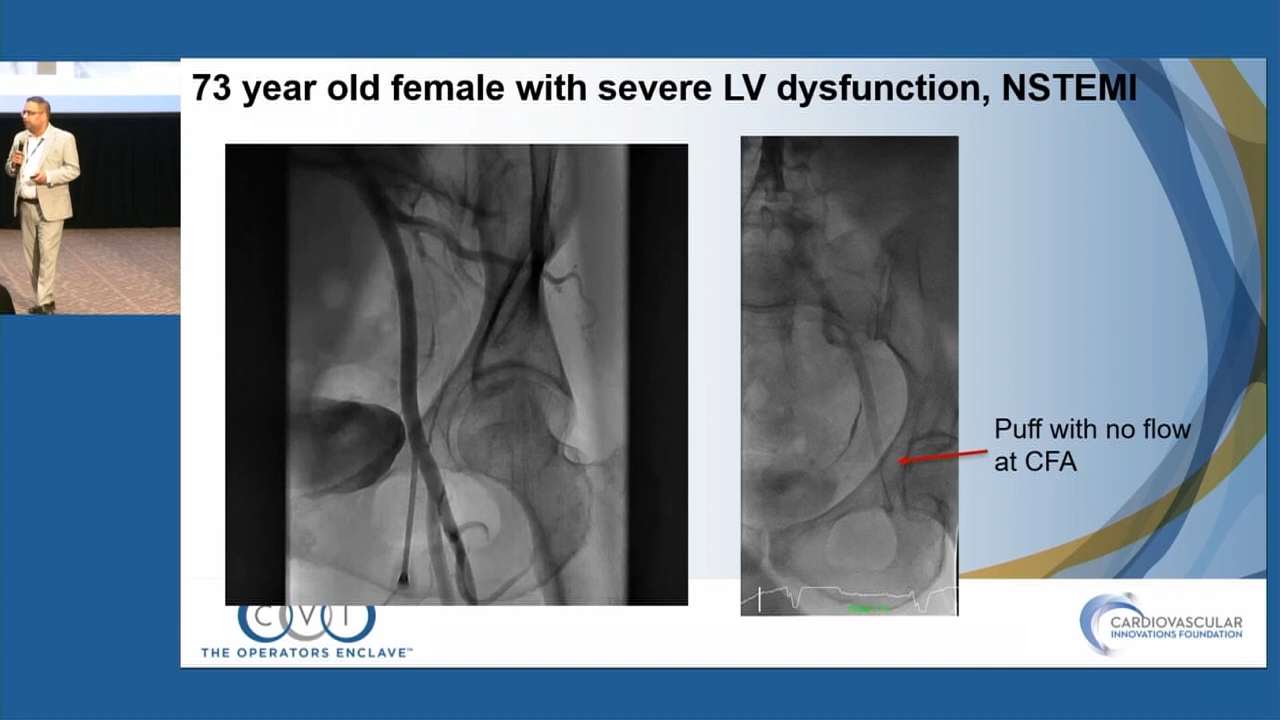 73 year old female with severe LV dysfunction, NSTEMI
Puff with no flow
at CFA
CVI
THE OPERATORS ENCLAVE™
CARDIOVASCULAR
INNOVATIONS FOUNDATION